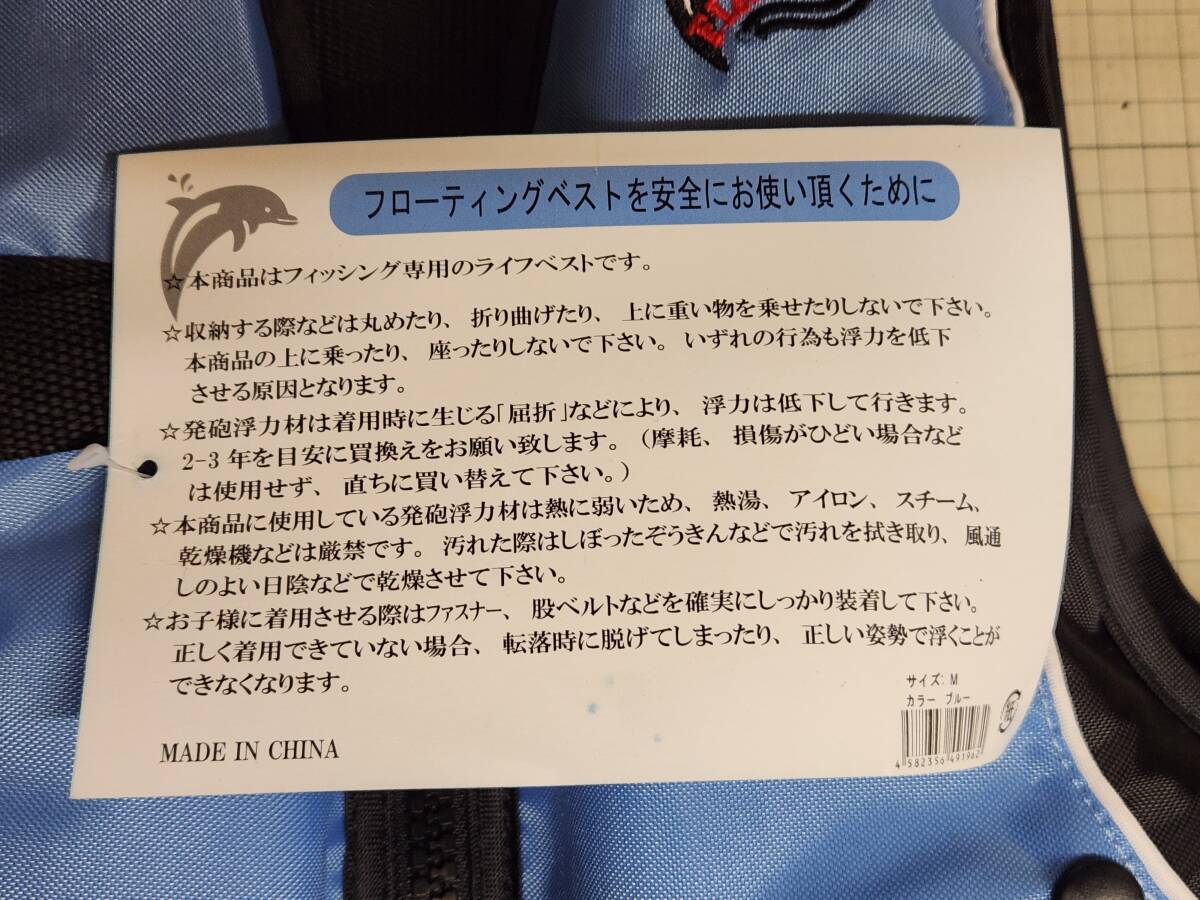 フローティングベストを安全にお使い頂くために
☆本商品はフィッシング専用のライフベストです。
☆収納する際などは丸めたり、折り曲げたり、上に重い物を乗せたりしないで下さい。
本商品の上に乗ったり、座ったりしないで下さい。いずれの行為も浮力を低下
させる原因となります。
☆発砲浮力材は着用時に生じる「屈折」などにより、浮力は低下して行きます。
2-3 年を目安に買換えをお願い致します。（摩耗、損傷がひどい場合など
は使用せず、直ちに買い替えて下さい。）
☆本商品に使用している発砲浮力材は熱に弱いため、熱湯、アイロン、スチーム、
乾燥機などは厳禁です。汚れた際はしぼったぞうきんなどで汚れを拭き取り、風通
しのよい日陰などで乾燥させて下さい。
☆お子様に着用させる際はファスナー、股ベルトなどを確実にしっかり装着して下さい。
正しく着用できていない場合、転落時に脱げてしまったり、正しい姿勢で浮くことが
できなくなります。
サイズ: M
カラー ブルー
紙
4 582356 491962
MADE IN CHINA